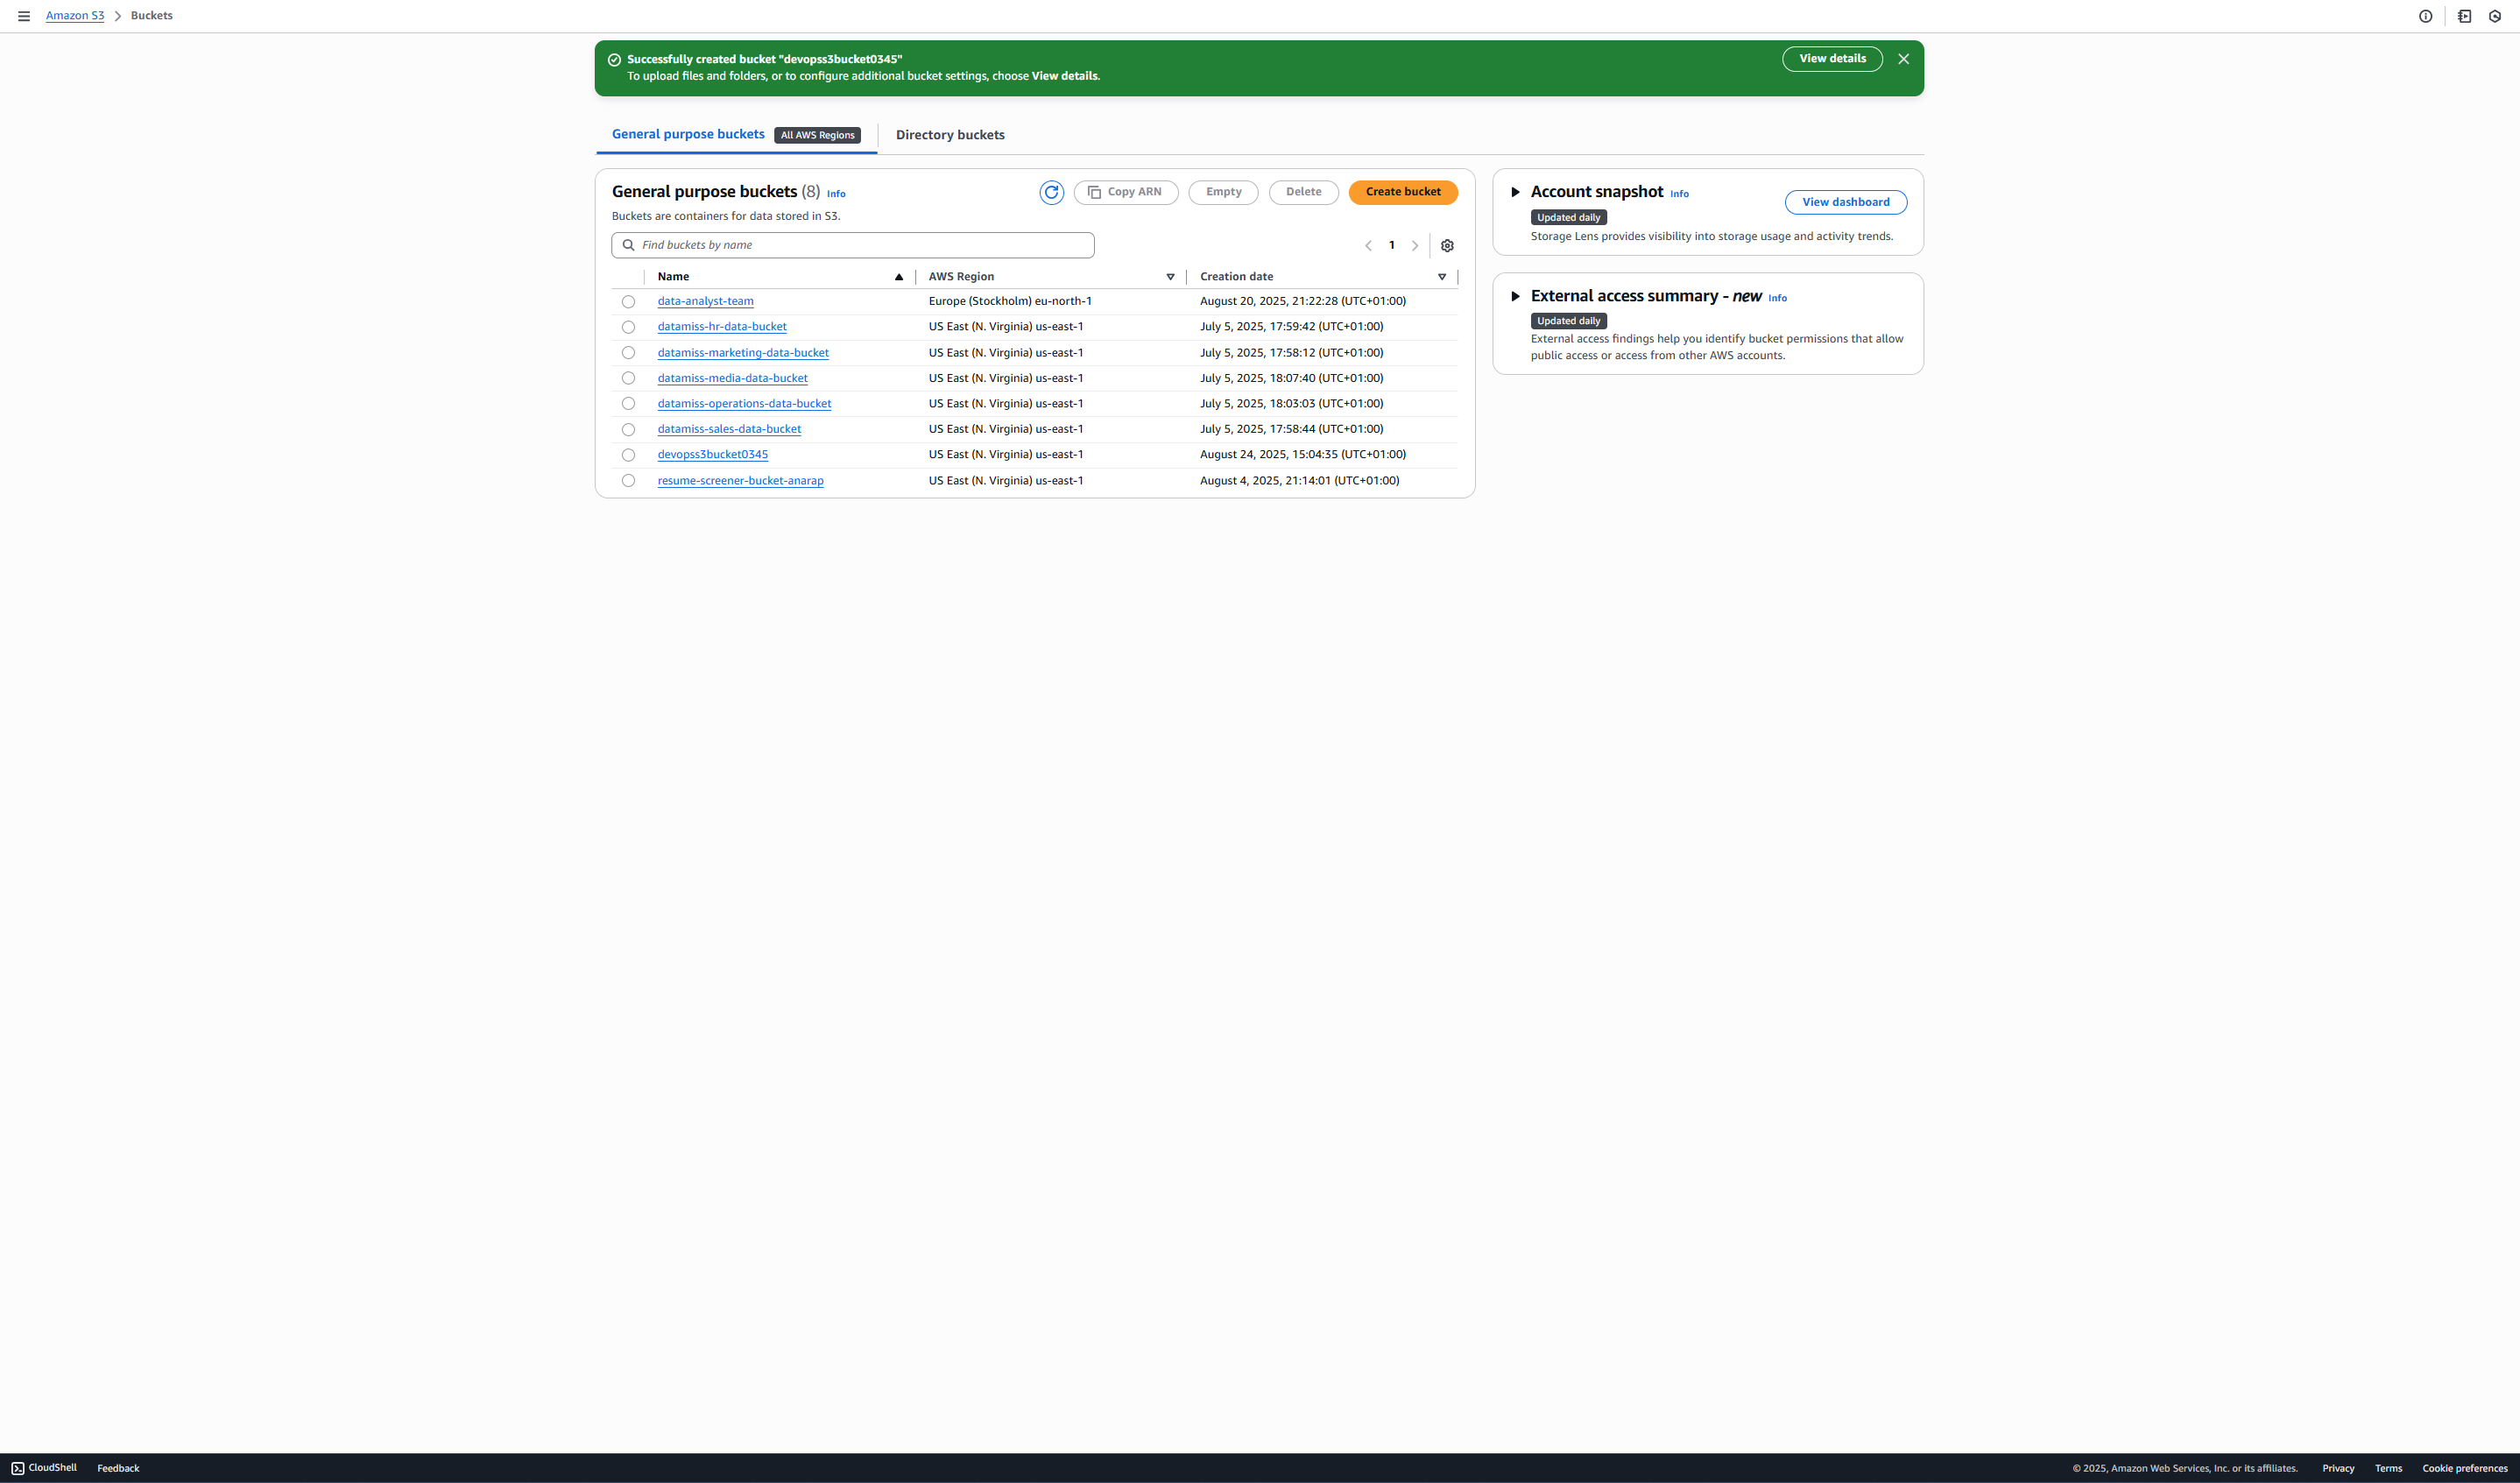 Amazon S3 > Buckets
Successfully created bucket "devopss3bucket0345"
To upload files and folders, or to configure additional bucket settings, choose View details.
View details
General purpose buckets All AWS Regions
Directory buckets
General purpose buckets (8) Info
Copy ARN
Empty
Delete
Create bucket
Buckets are containers for data stored in S3.
Find buckets by name
1
Name AWS Region Creation date
data-analyst-team Europe (Stockholm) eu-north-1 August 20, 2025, 21:22:28 (UTC+01:00)
datamiss-hr-data-bucket US East (N. Virginia) us-east-1 July 5, 2025, 17:59:42 (UTC+01:00)
datamiss-marketing-data-bucket US East (N. Virginia) us-east-1 July 5, 2025, 17:58:12 (UTC+01:00)
datamiss-media-data-bucket US East (N. Virginia) us-east-1 July 5, 2025, 18:07:40 (UTC+01:00)
datamiss-operations-data-bucket US East (N. Virginia) us-east-1 July 5, 2025, 18:03:03 (UTC+01:00)
datamiss-sales-data-bucket US East (N. Virginia) us-east-1 July 5, 2025, 17:58:44 (UTC+01:00)
devopss3bucket0345 US East (N. Virginia) us-east-1 August 24, 2025, 15:04:35 (UTC+01:00)
resume-screener-bucket-anarap US East (N. Virginia) us-east-1 August 4, 2025, 21:14:01 (UTC+01:00)
Account snapshot Info
View dashboard
Updated daily
Storage Lens provides visibility into storage usage and activity trends.
External access summary - new Info
Updated daily
External access findings help you identify bucket permissions that allow
public access or access from other AWS accounts.
CloudShell Feedback
© 2025, Amazon Web Services, Inc. or its affiliates. Privacy Terms Cookie preferences